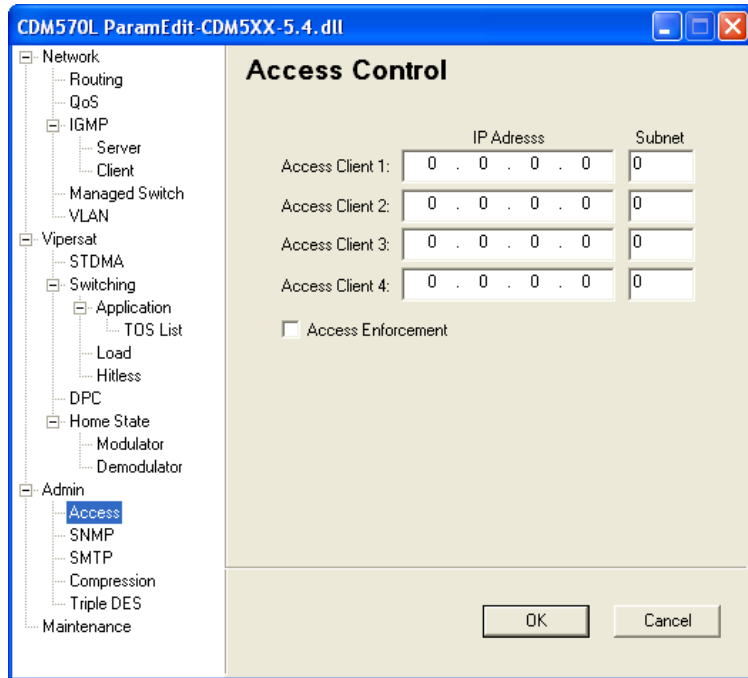 CDM570L ParamEdit-CDM5XX-5.4.dll
Network
Routing
QoS
IGMP
Server
Client
Managed Switch
VLAN
Vipersat
STDMA
Switching
Application
TOS List
Load
Hitless
DPC
Home State
Modulator
Demodulator
Admin
Access
SNMP
SMTP
Compression
Triple DES
Maintenance
Access Control
IP Adresss Subnet
Access Client 1: 0 . 0 . 0 . 0 0
Access Client 2: 0 . 0 . 0 . 0 0
Access Client 3: 0 . 0 . 0 . 0 0
Access Client 4: 0 . 0 . 0 . 0 0
Access Enforcement
OK Cancel